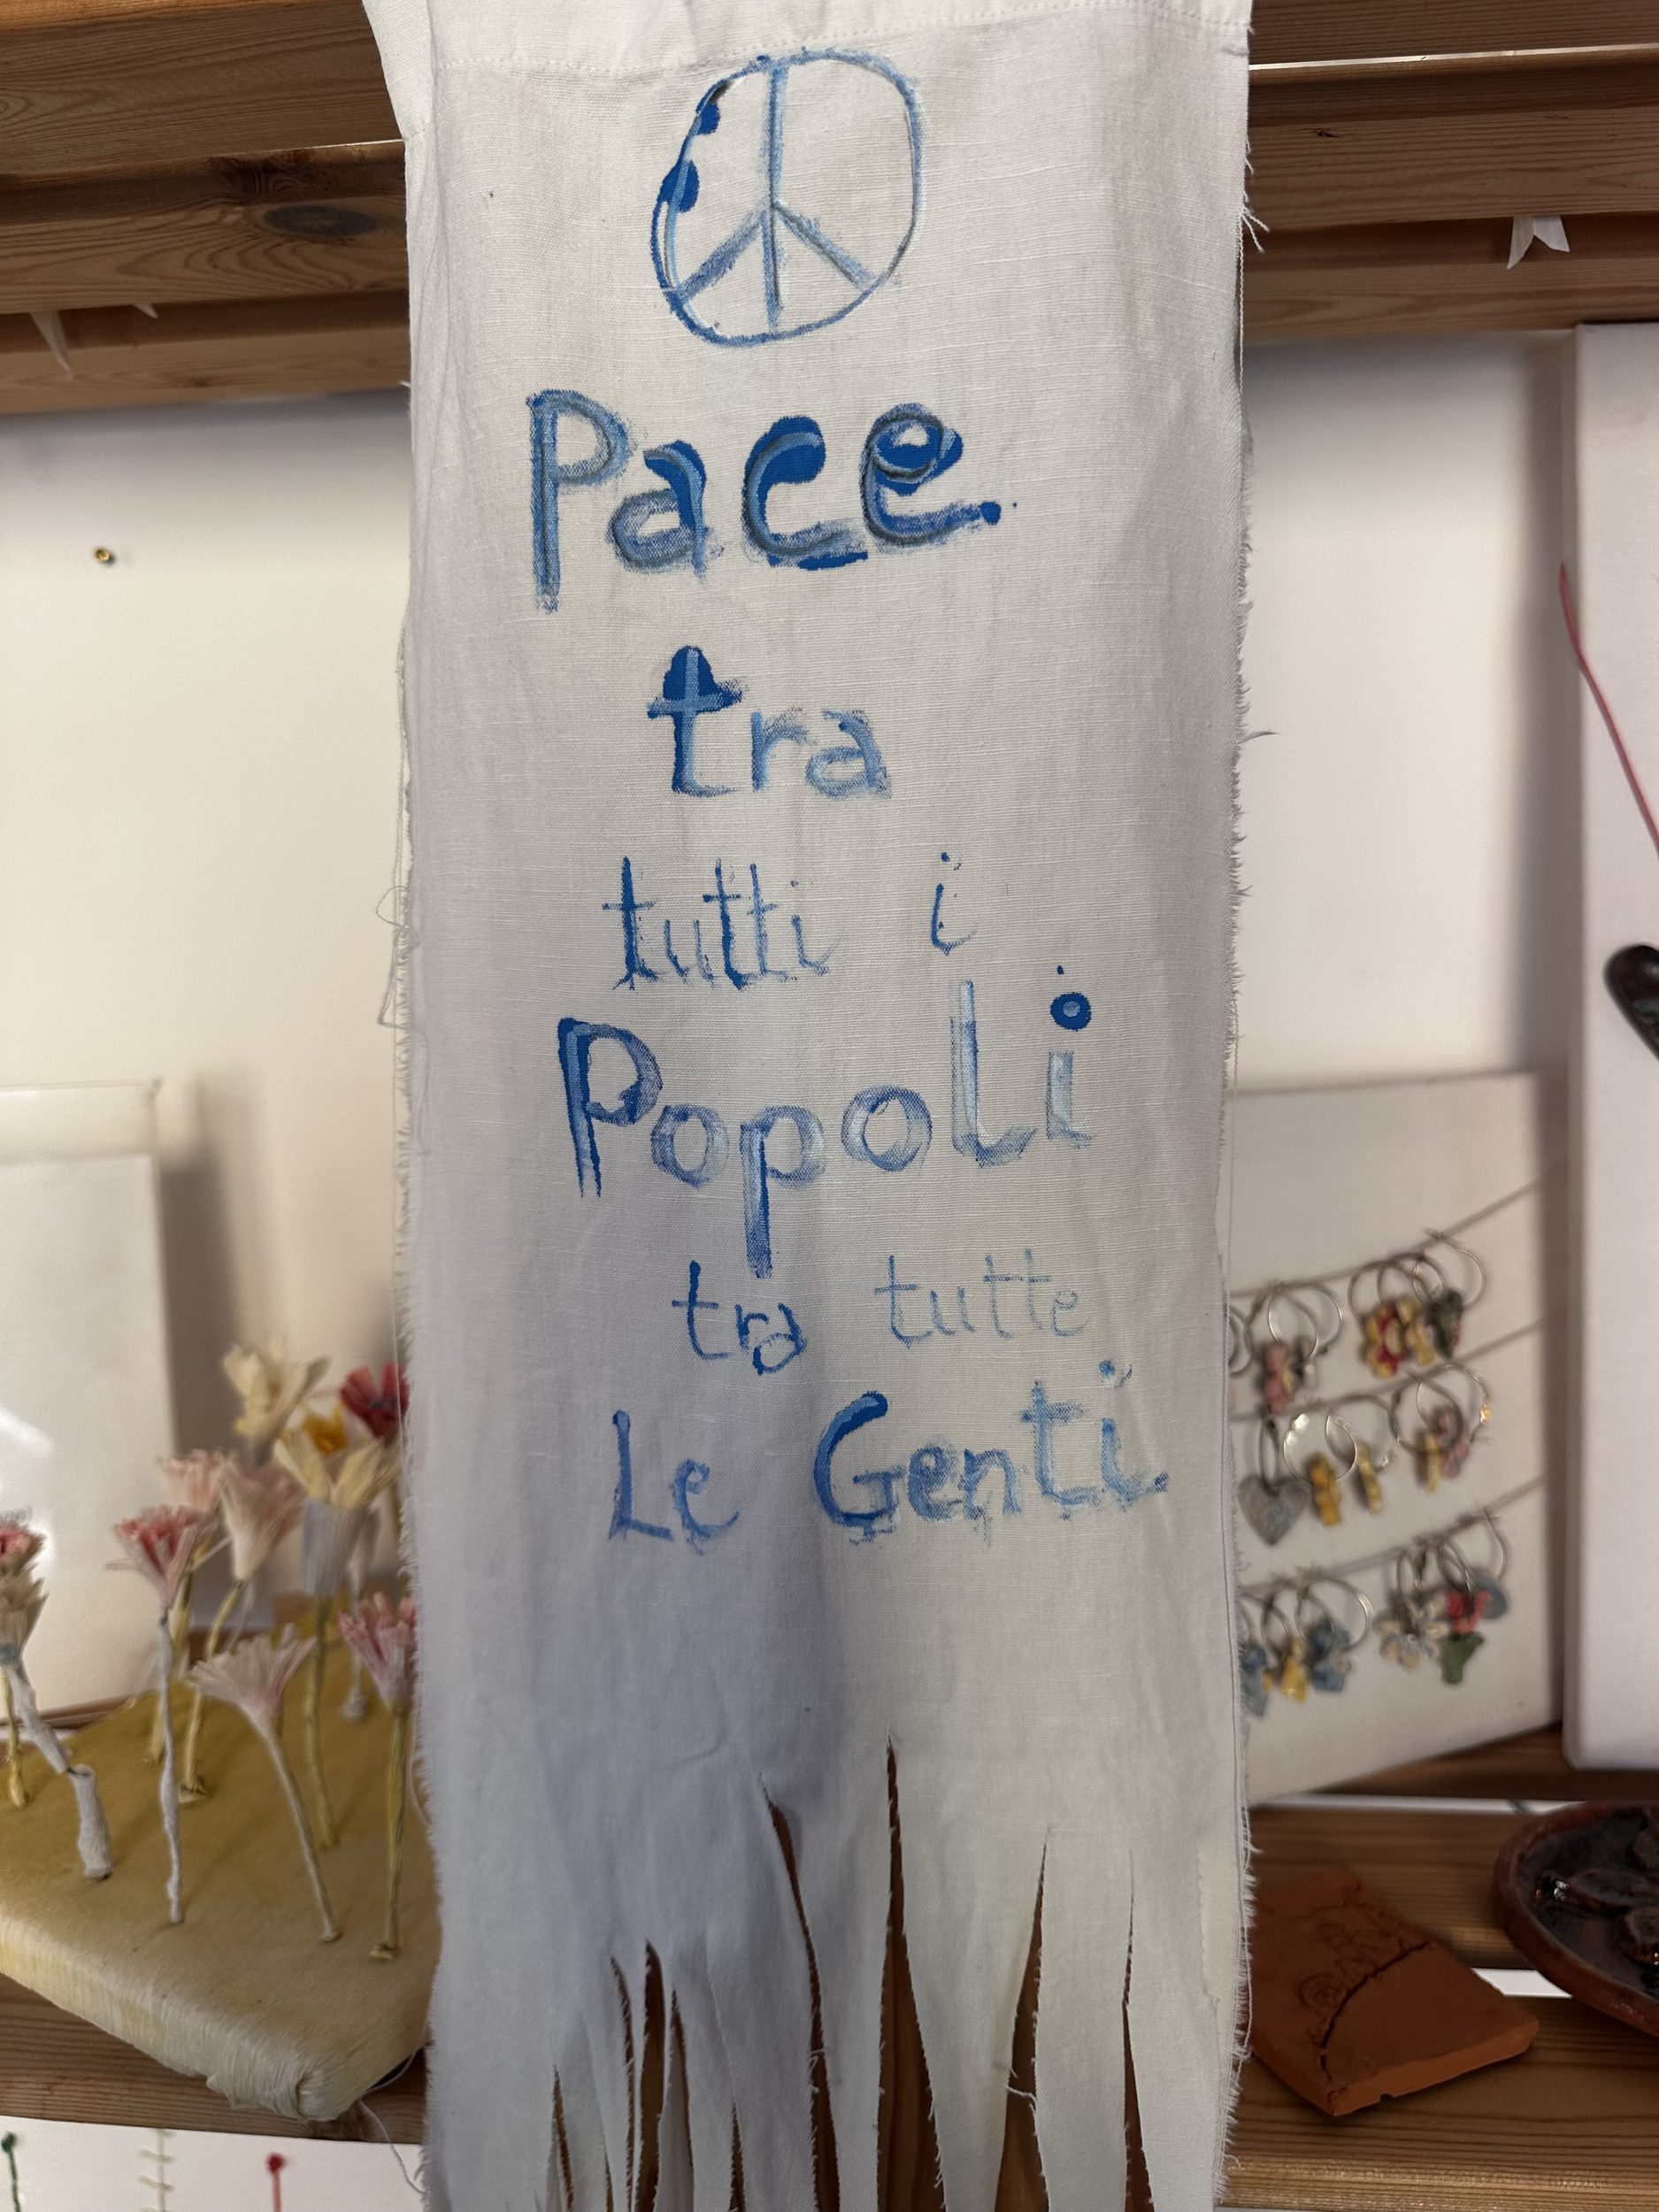 Pace
tra
tutti i
Popoli
tra tutte
Le Genti.